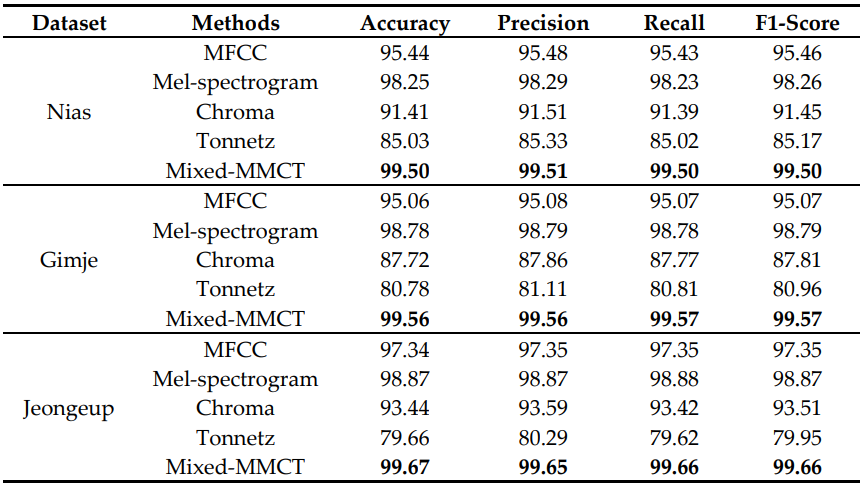 Dataset Methods Accuracy Precision Recall F1-Score
MFCC 95.44 95.48 95.43 95.46
Mel-spectrogram 98.25 98.29 98.23 98.26
Nias Chroma 91.41 91.51 91.39 91.45
Tonnetz 85.03 85.33 85.02 85.17
Mixed-MMCT 99.50 99.51 99.50 99.50
MFCC 95.06 95.08 95.07 95.07
Mel-spectrogram 98.78 98.79 98.78 98.79
Gimje Chroma 87.72 87.86 87.77 87.81
Tonnetz 80.78 81.11 80.81 80.96
Mixed-MMCT 99.56 99.56 99.57 99.57
MFCC 97.34 97.35 97.35 97.35
Mel-spectrogram 98.87 98.87 98.88 98.87
Jeongeup Chroma 93.44 93.59 93.42 93.51
Tonnetz 79.66 80.29 79.62 79.95
Mixed-MMCT 99.67 99.65 99.66 99.66